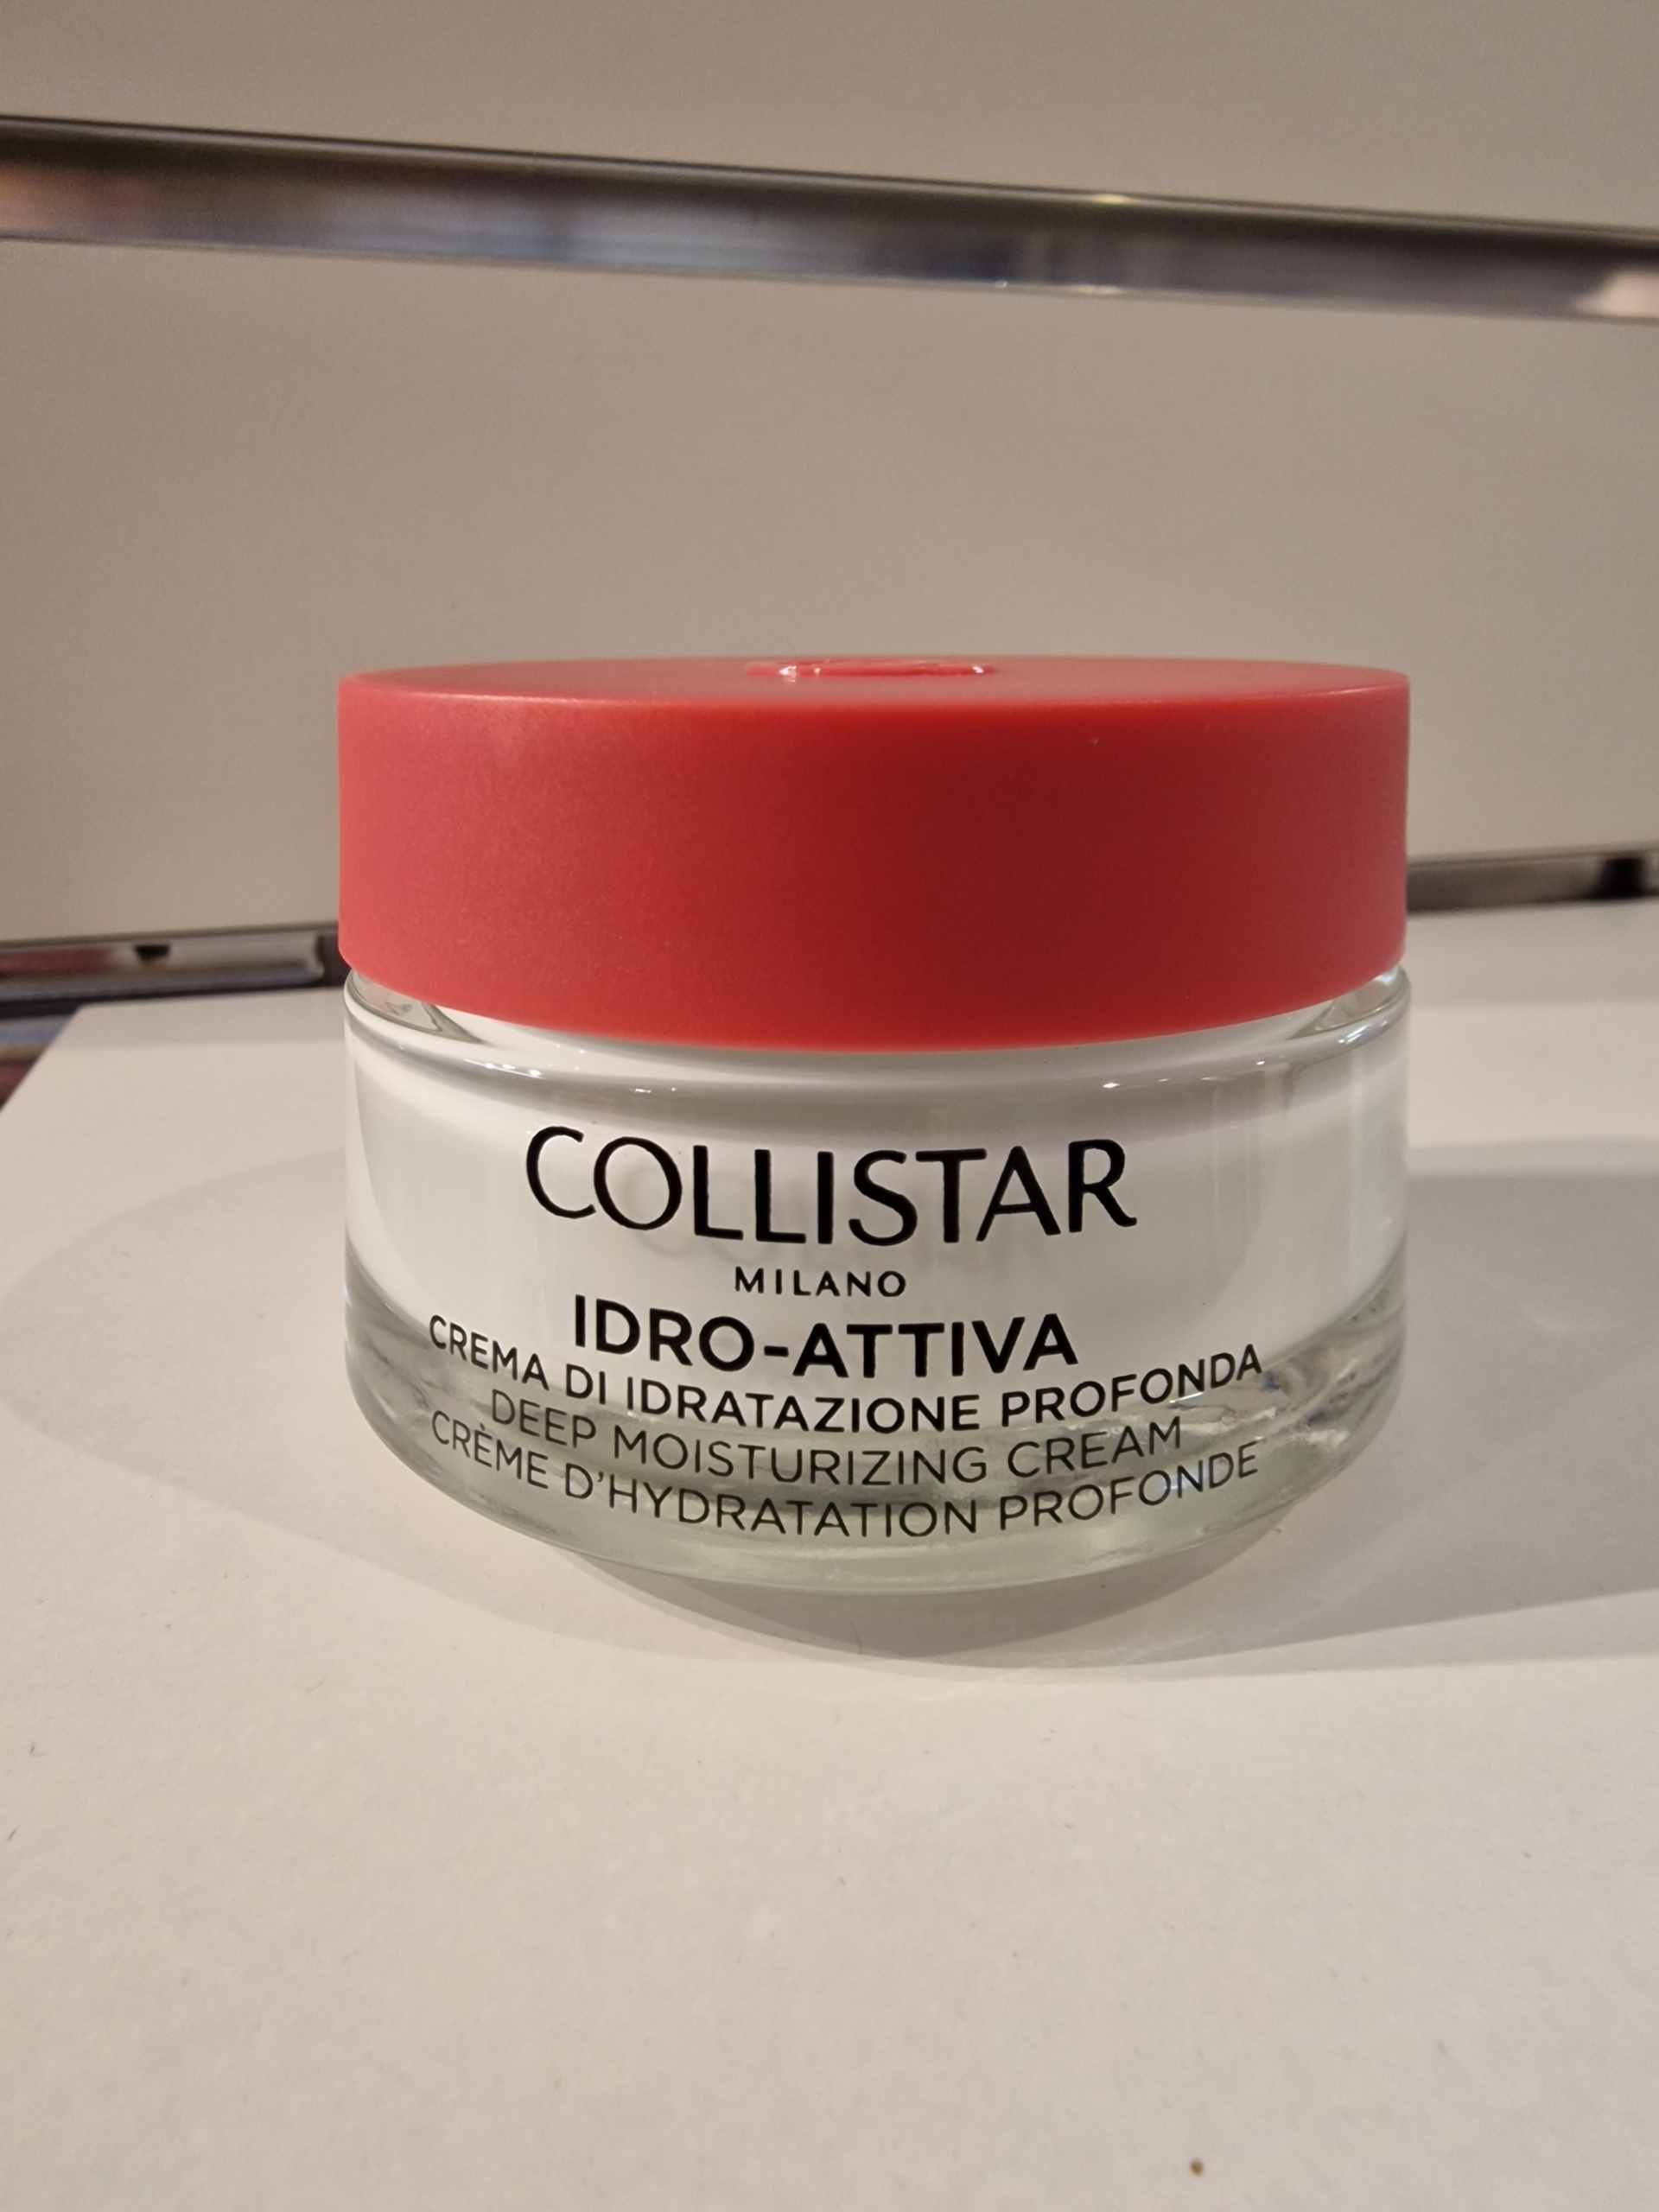 COLLISTAR
MILANO
IDRO-ATTIVA
CREMA DI IDRATAZIONE PROFONDA
DEEP MOISTURIZING CREAM
CRÈME D'HYDRATATION PROFONDE